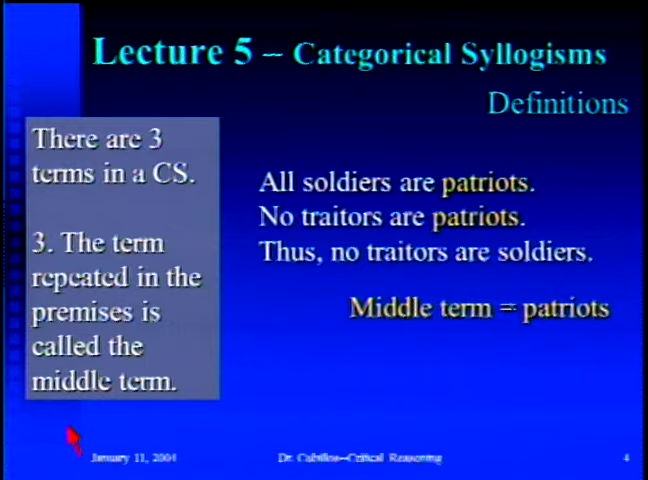 Lecture 5 – Categorical Syllogisms
Definitions
There are 3
terms in a CS.
3. The term
repeated in the
premises is
called the
middle term.
All soldiers are patriots.
No traitors are patriots.
Thus, no traitors are soldiers.
Middle term = patriots
January 11, 2004
Dr. Cubillos--Critical Reasoning
4